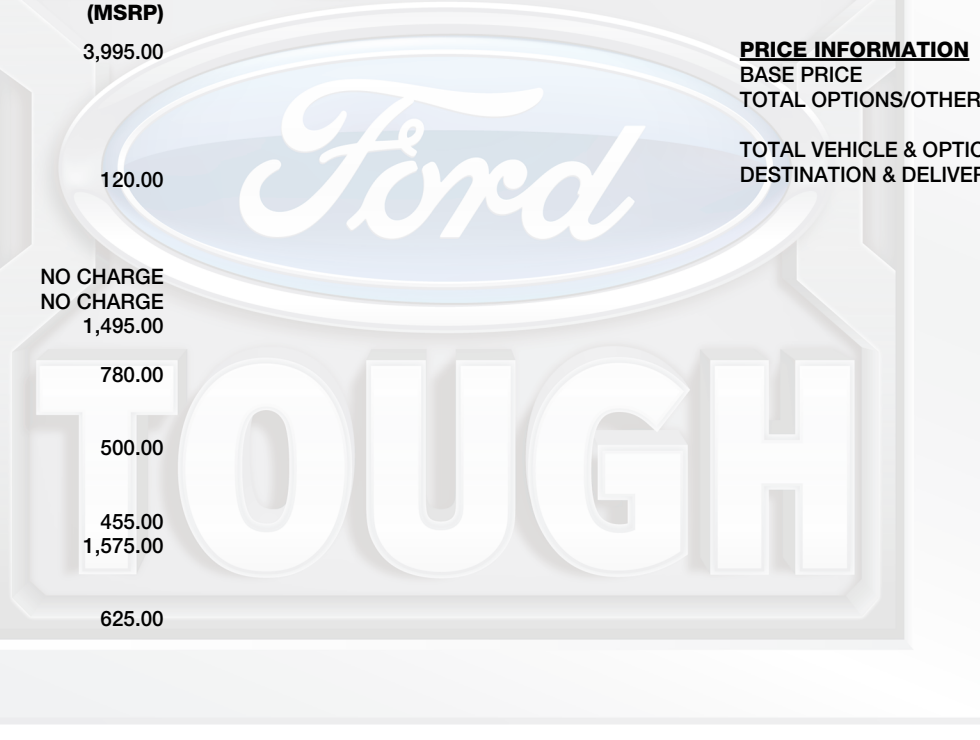 (MSRP)
3,995.00
120.00
NO CHARGE
NO CHARGE
1,495.00
780.00
500.00
455.00
1,575.00
625.00
PRICE INFORMATION
BASE PRICE
TOTAL OPTIONS/OTHER
TOTAL VEHICLE & OPTIO
DESTINATION & DELIVER
Ford
TOUGH